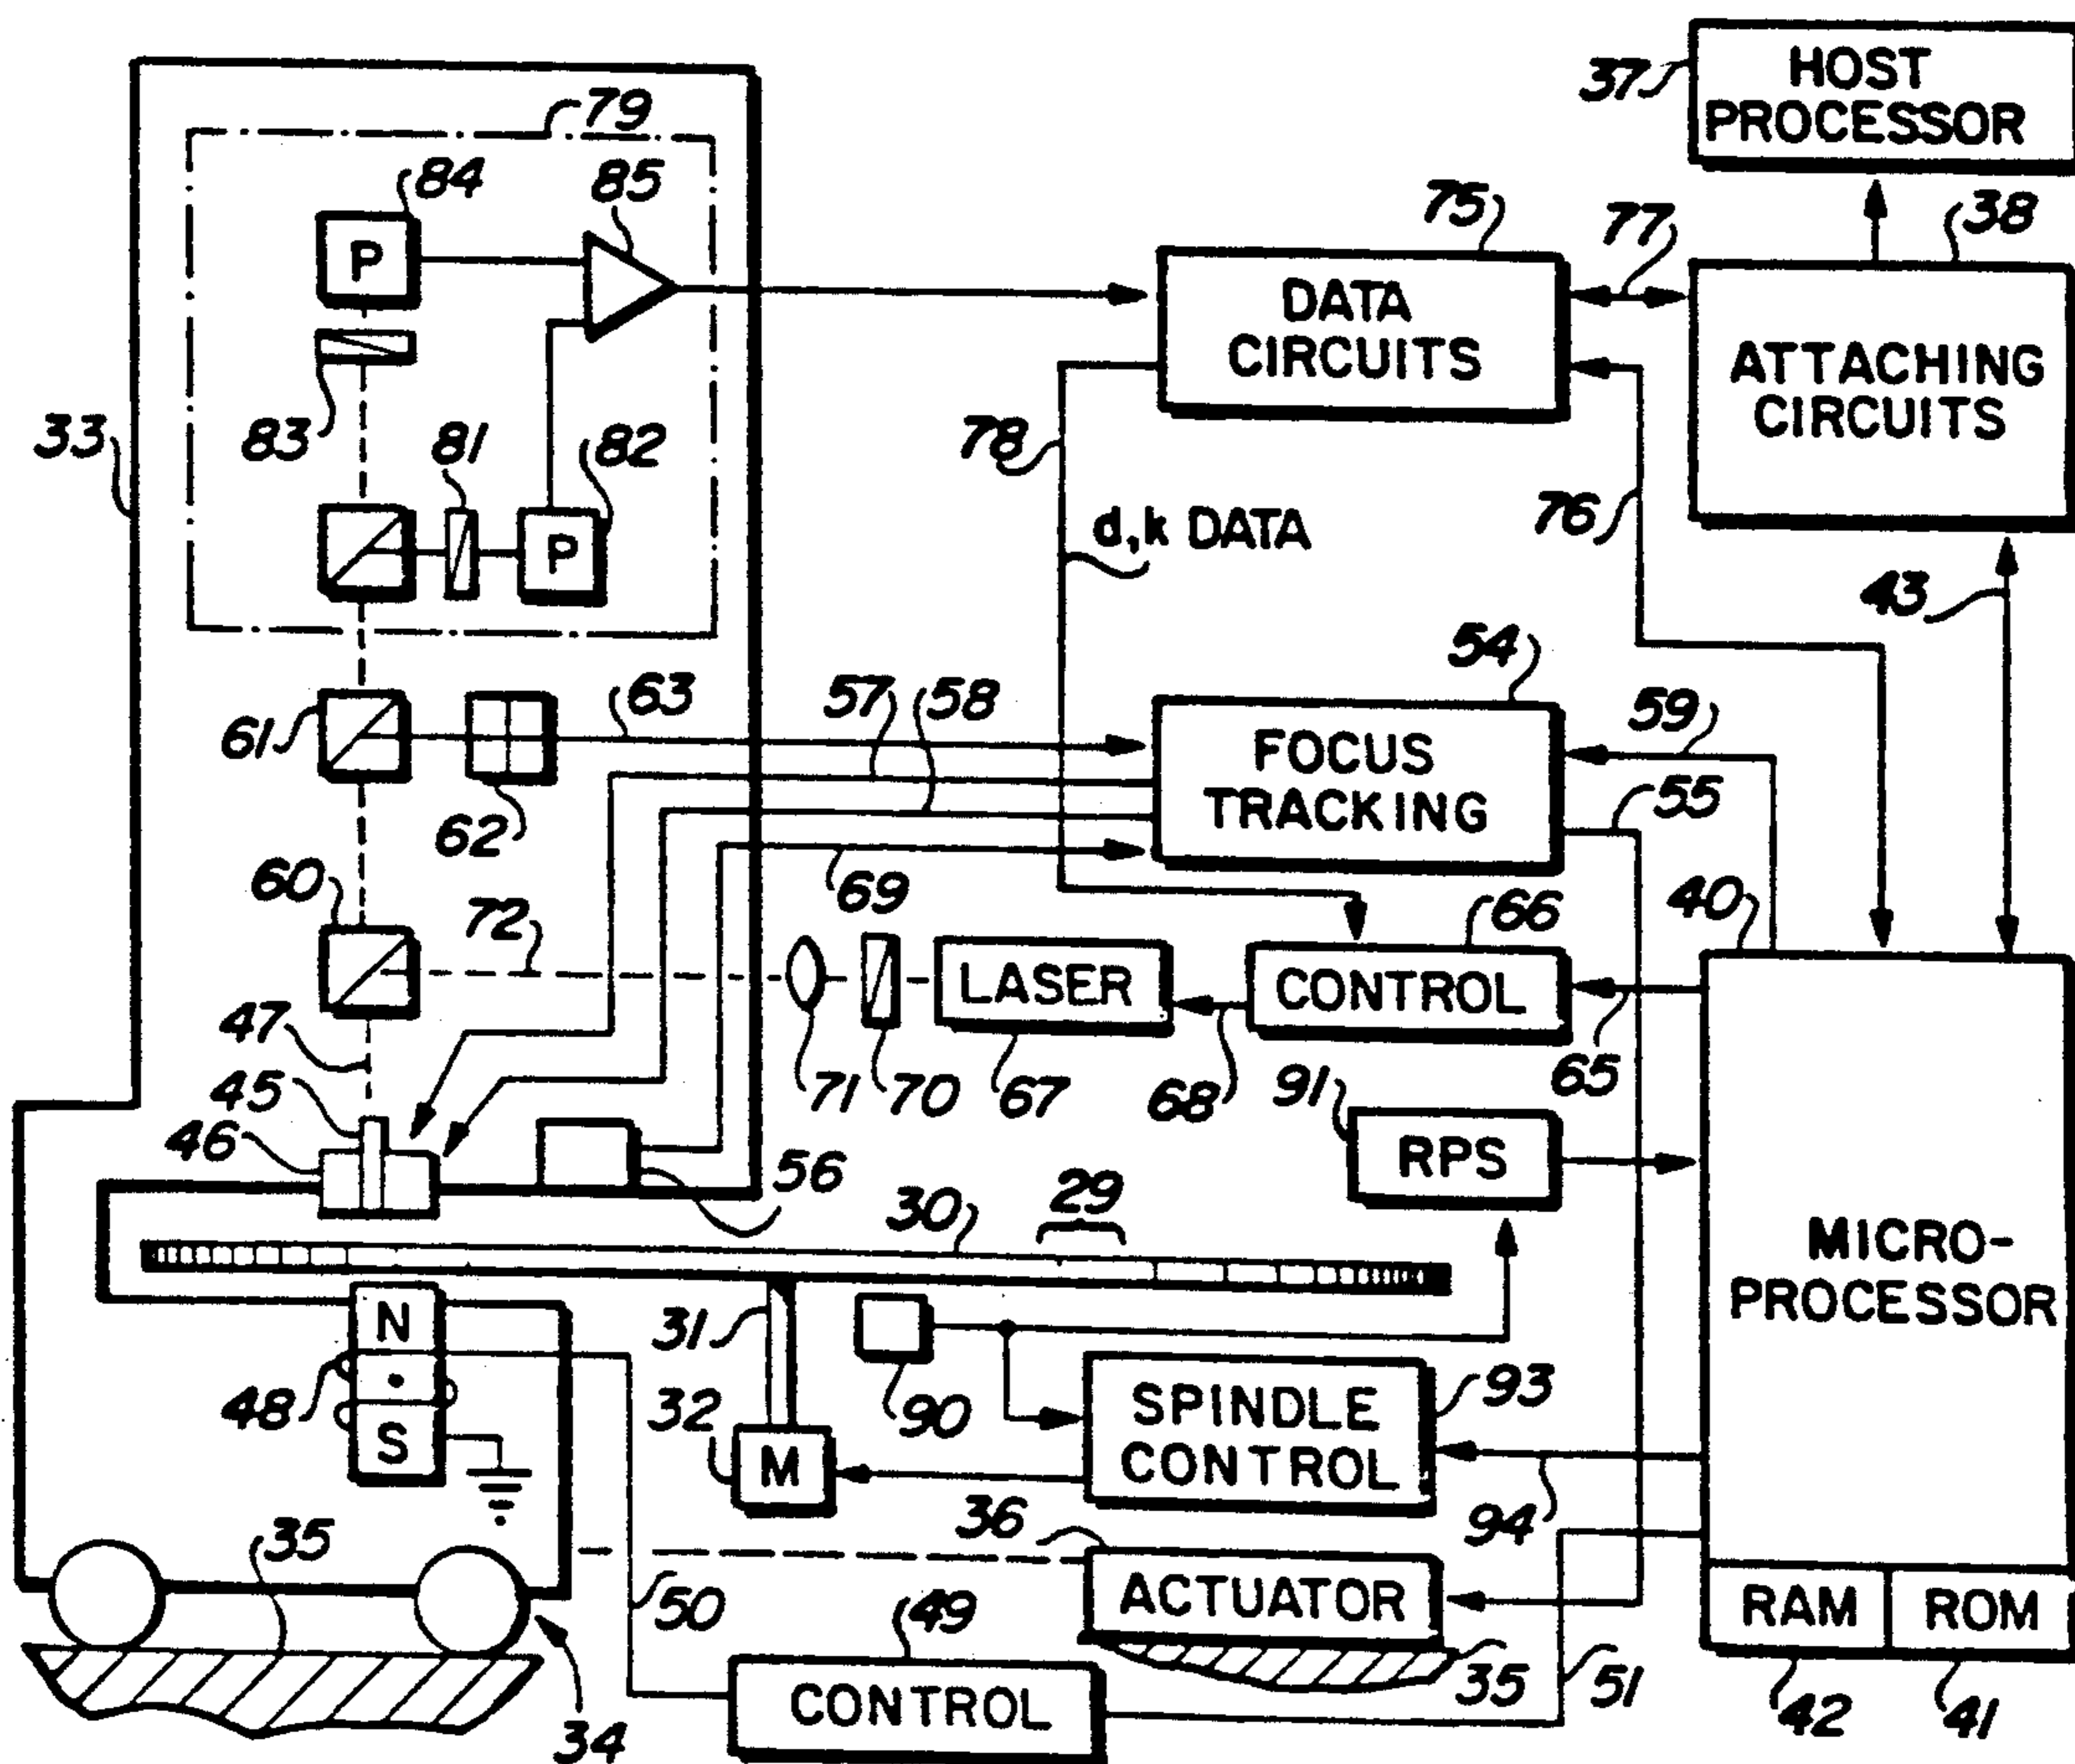 37
HOST
PROCESSOR
79
84
85
P
75
77
38
DATA
CIRCUITS
ATTACHING
CIRCUITS
33
83
81
82
P
78
76
d,k DATA
43
54
61
62
63
57
58
59
FOCUS
TRACKING
55
60
72
69
66
40
LASER
CONTROL
47
45
46
71
70
67
68
65
91
RPS
56
30
29
MICRO-
PROCESSOR
N
S
48
31
32
M
90
SPINDLE
CONTROL
93
94
36
35
50
49
ACTUATOR
RAM
ROM
34
CONTROL
35
51
42
41